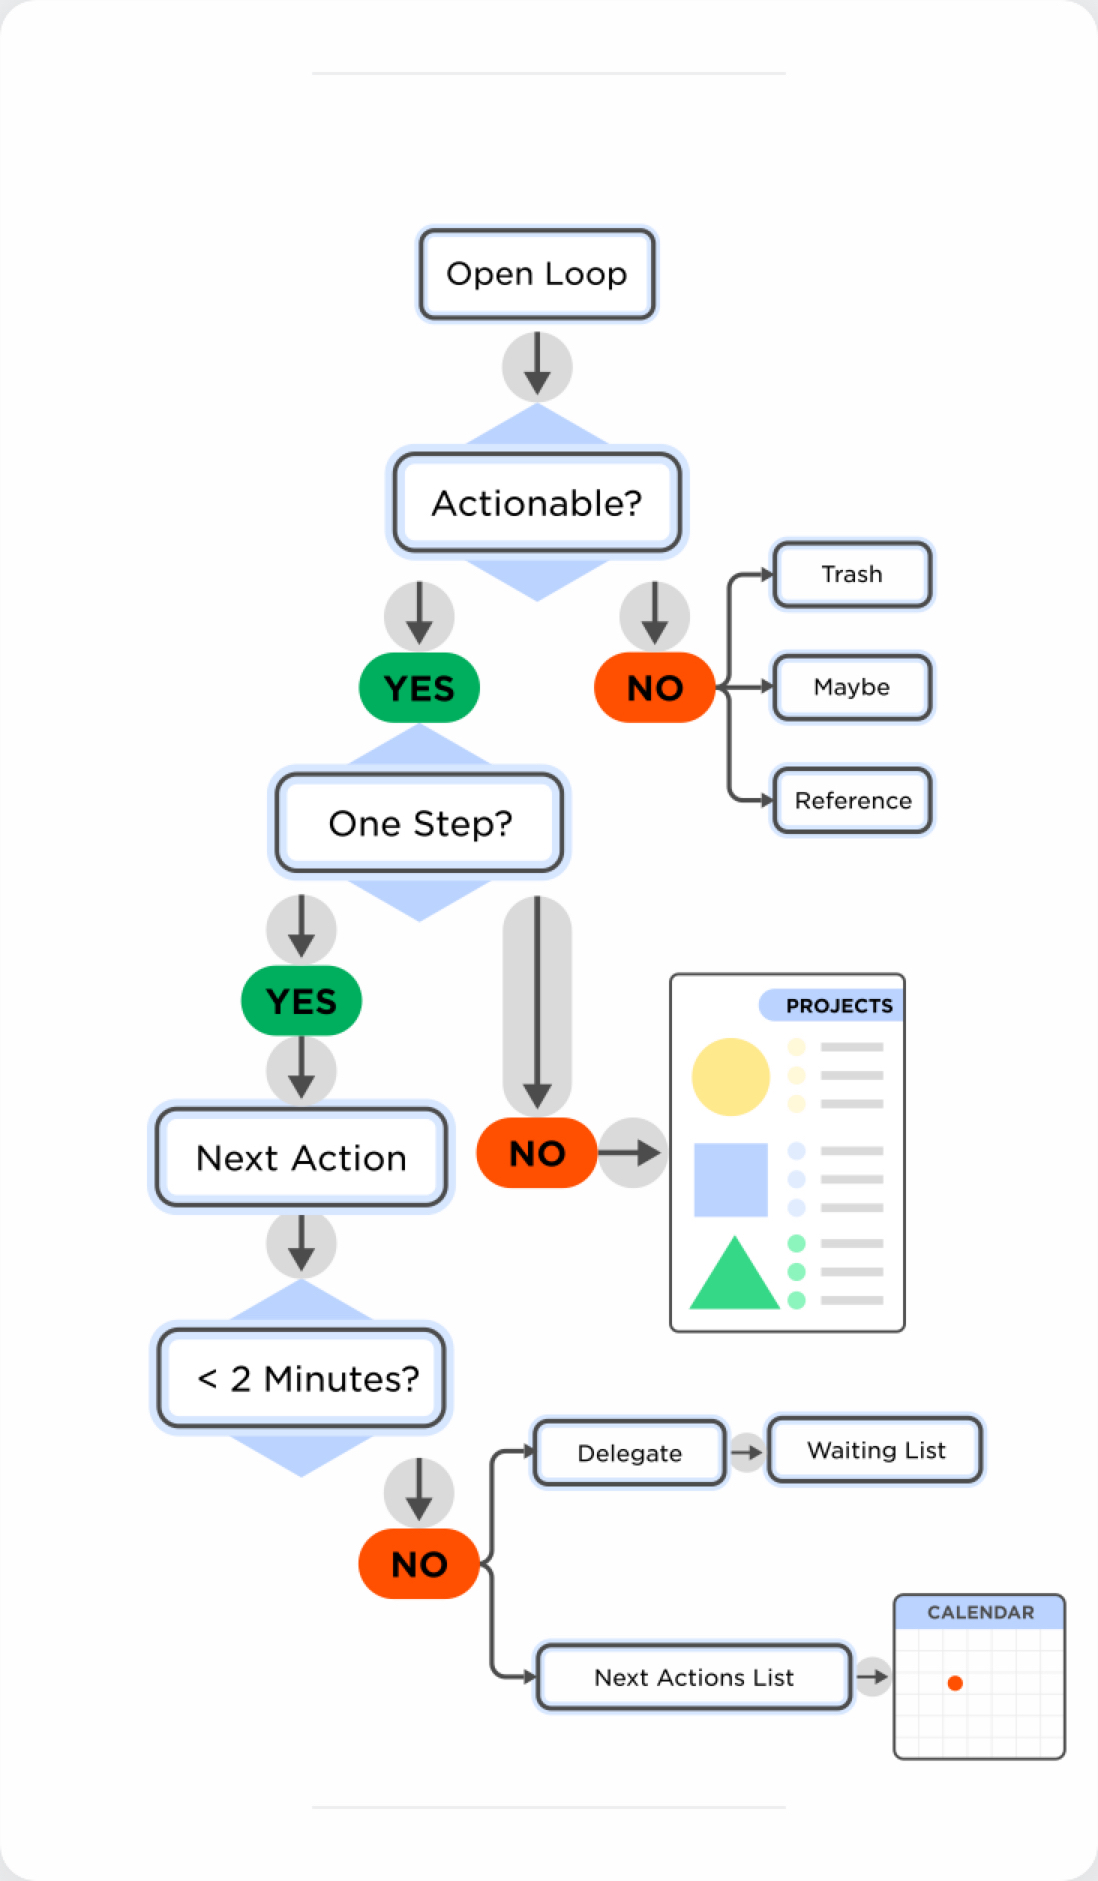 Open Loop
Actionable?
Trash
YES
NO
Maybe
Reference
One Step?
YES
PROJECTS
Next Action
NO
< 2 Minutes?
Delegate
Waiting List
NO
CALENDAR
Next Actions List